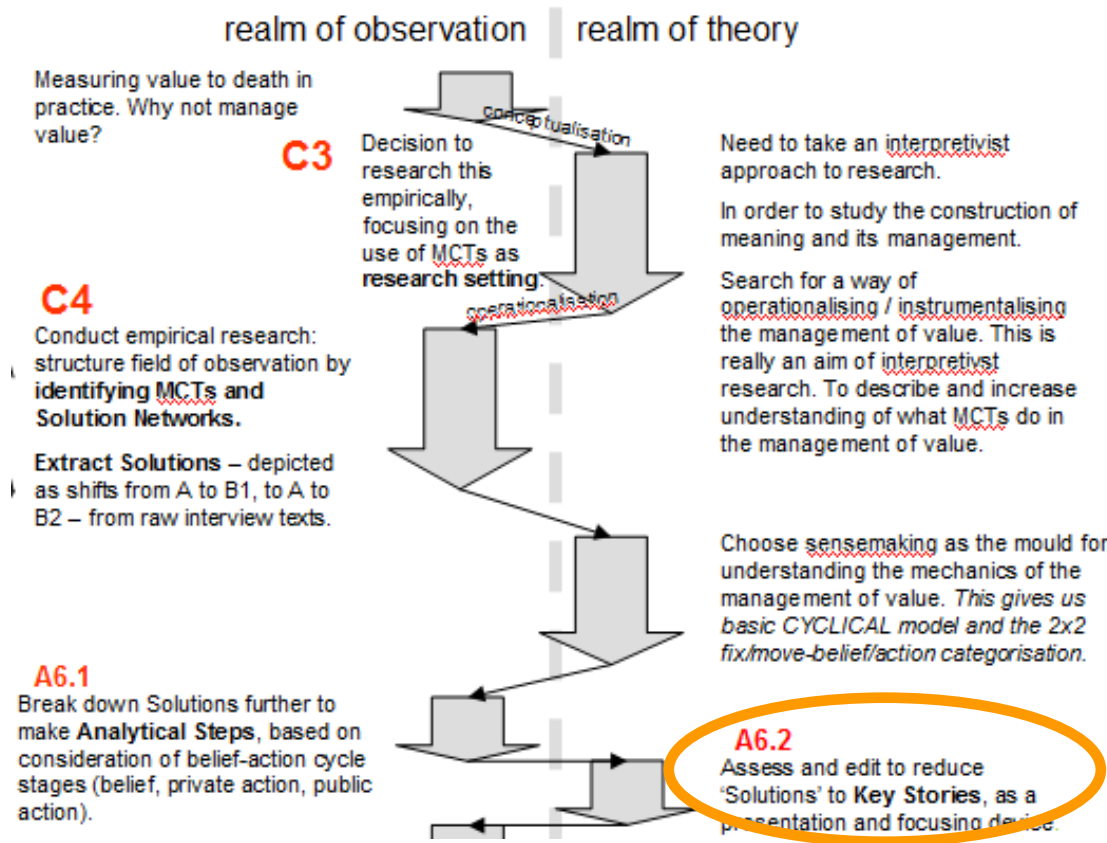 realm of observation
realm of theory
Measuring value to death in
practice. Why not manage
value?
conceptualisation
C3
Decision to
research this
empirically,
focusing on the
use of MCTs as
research setting.
Need to take an interpretivist
approach to research.
In order to study the construction of
meaning and its management.
Search for a way of
operationalising / instrumentalising
the management of value. This is
really an aim of interpretivst
research. To describe and increase
understanding of what MCTs do in
the management of value.
operationalisation
C4
Conduct empirical research:
structure field of observation by
identifying MCTs and
Solution Networks.
Extract Solutions – depicted
as shifts from A to B1, to A to
B2 – from raw interview texts.
Choose sensemaking as the mould for
understanding the mechanics of the
management of value. This gives us
basic CYCLICAL model and the 2x2
fix/move-belief/action categorisation.
A6.1
Break down Solutions further to
make Analytical Steps, based on
consideration of belief-action cycle
stages (belief, private action, public
action).
A6.2
Assess and edit to reduce
‘Solutions’ to Key Stories, as a
presentation and focusing device.